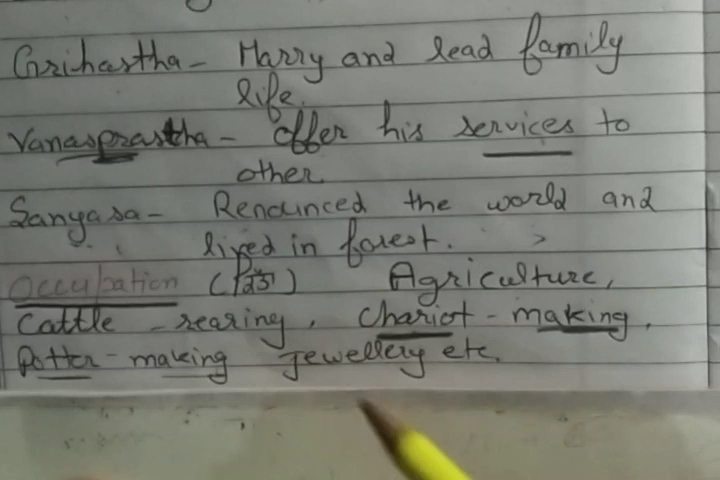 Grihastha - Marry and lead family
life.
Vanasprastha - offer his services to
other
Sanyasa - Renounced the world and
lived in forest.
Occupation Agriculture,
Cattle - rearing, chariot - making,
Potter - making jewellery etc.